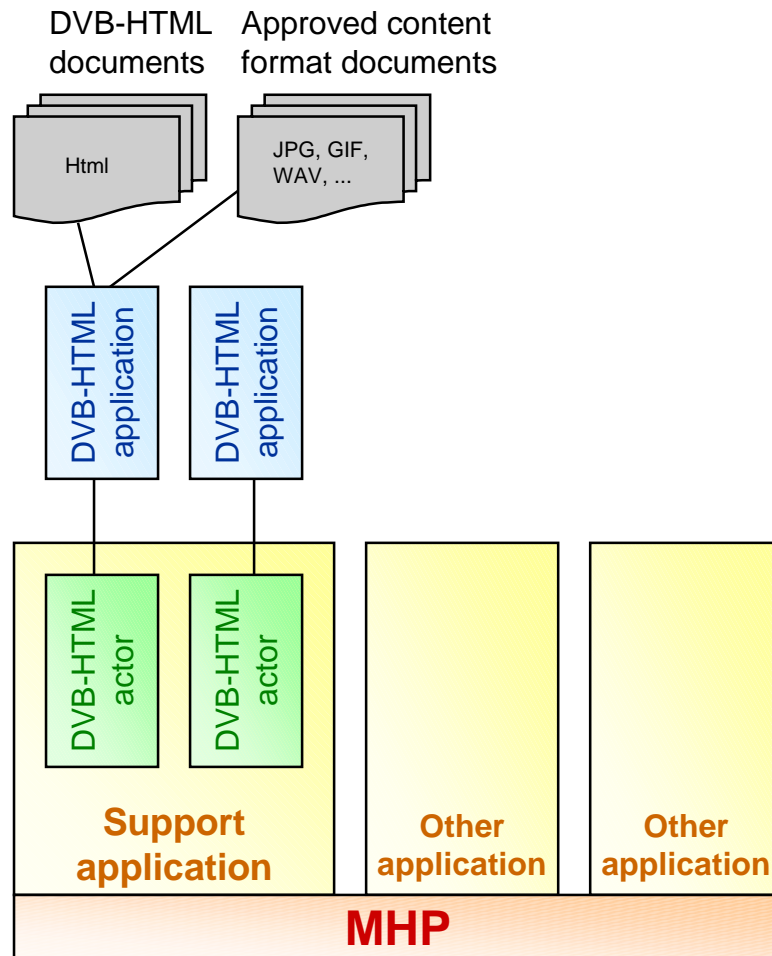 DVB-HTML
documents
Approved content
format documents
Html
JPG, GIF,
WAV, ...
DVB-HTML
application
DVB-HTML
application
DVB-HTML
actor
DVB-HTML
actor
Support
application
Other
application
Other
application
MHP